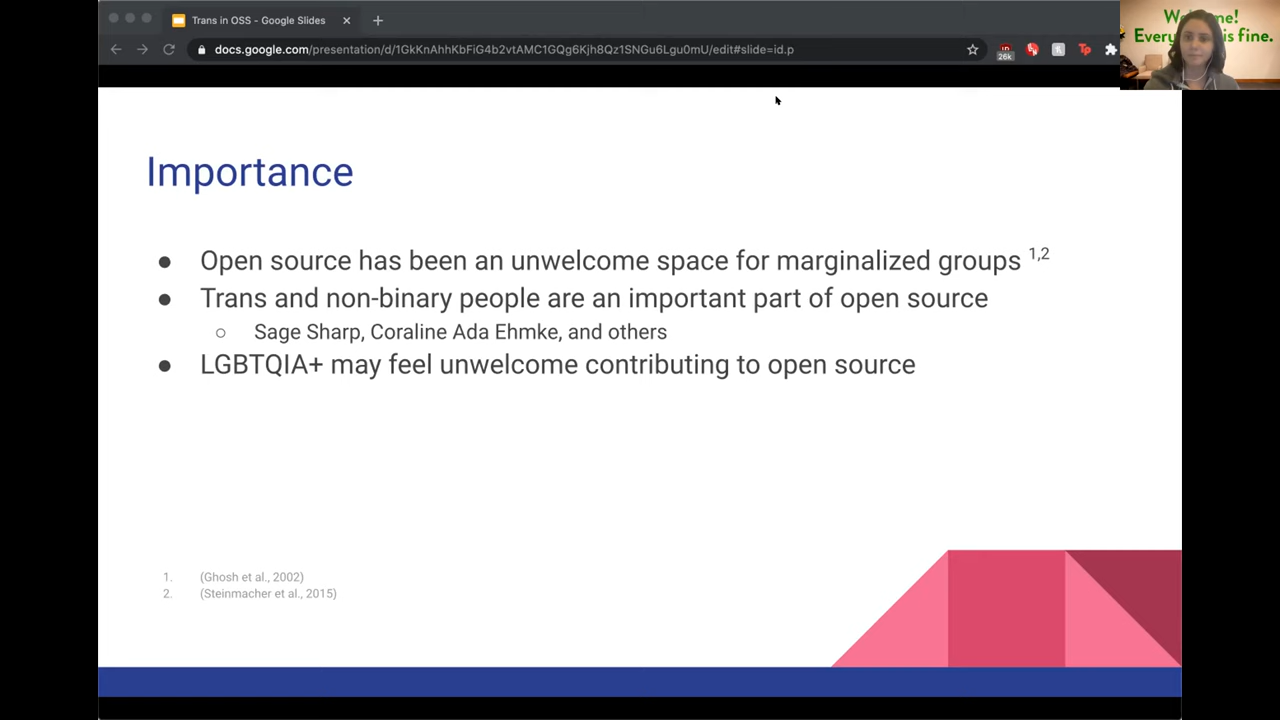 Trans in OSS - Google Slides
docs.google.com/presentation/d/1GkKnAhhKbFiG4b2vtAMC1GQg6Kjh8Qz1SNGu6Lgu0mU/edit#slide=id.p
26k
Importance
● Open source has been an unwelcome space for marginalized groups 1,2
● Trans and non-binary people are an important part of open source
○ Sage Sharp, Coraline Ada Ehmke, and others
● LGBTQIA+ may feel unwelcome contributing to open source
1. (Ghosh et al., 2002)
2. (Steinmacher et al., 2015)